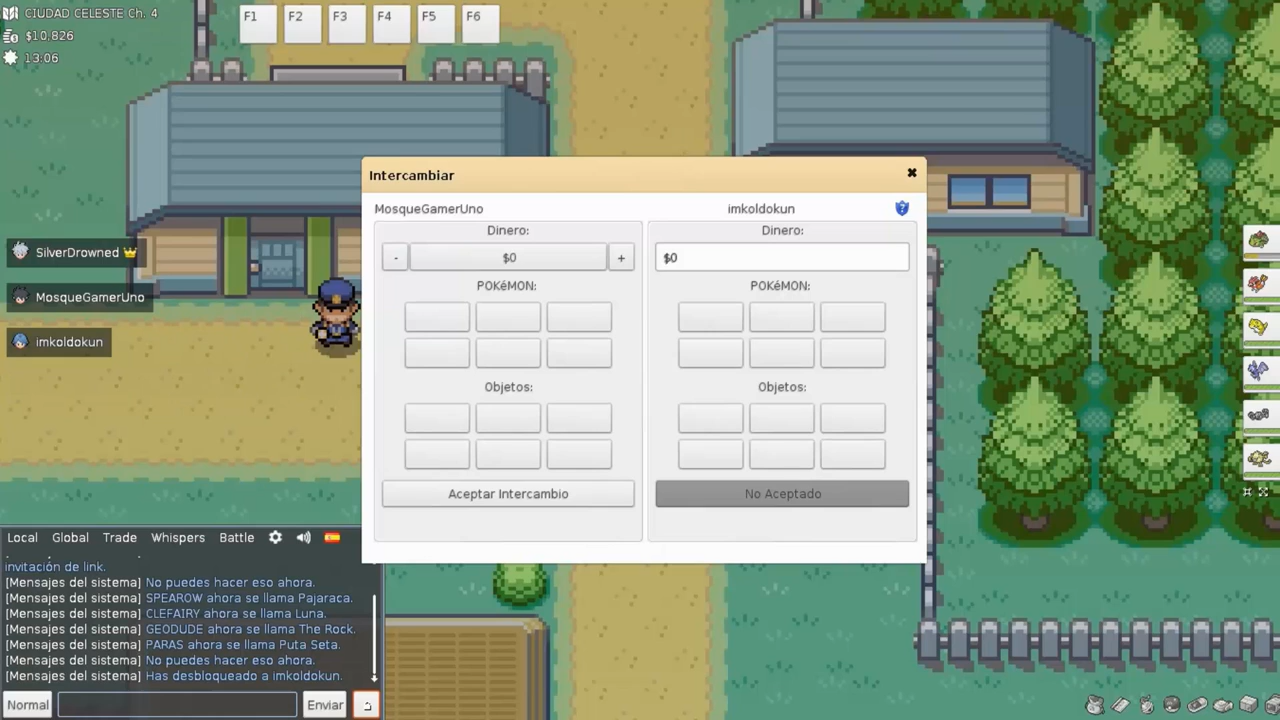 CIUDAD CELESTE Ch. 4
$10,826
13:06
F1 F2 F3 F4 F5 F6
SilverDrowned
MosqueGamerUno
imkoldokun
Intercambiar
MosqueGamerUno
Dinero:
- $0 +
POKéMON:
Objetos:
Aceptar Intercambio
imkoldokun
Dinero:
$0
POKéMON:
Objetos:
No Aceptado
Local Global Trade Whispers Battle
invitación de link.
[Mensajes del sistema] No puedes hacer eso ahora.
[Mensajes del sistema] SPEAROW ahora se llama Pajaraca.
[Mensajes del sistema] CLEFAIRY ahora se llama Luna.
[Mensajes del sistema] GEODUDE ahora se llama The Rock.
[Mensajes del sistema] PARAS ahora se llama Puta Seta.
[Mensajes del sistema] No puedes hacer eso ahora.
[Mensajes del sistema] Has desbloqueado a imkoldokun.
Normal Enviar